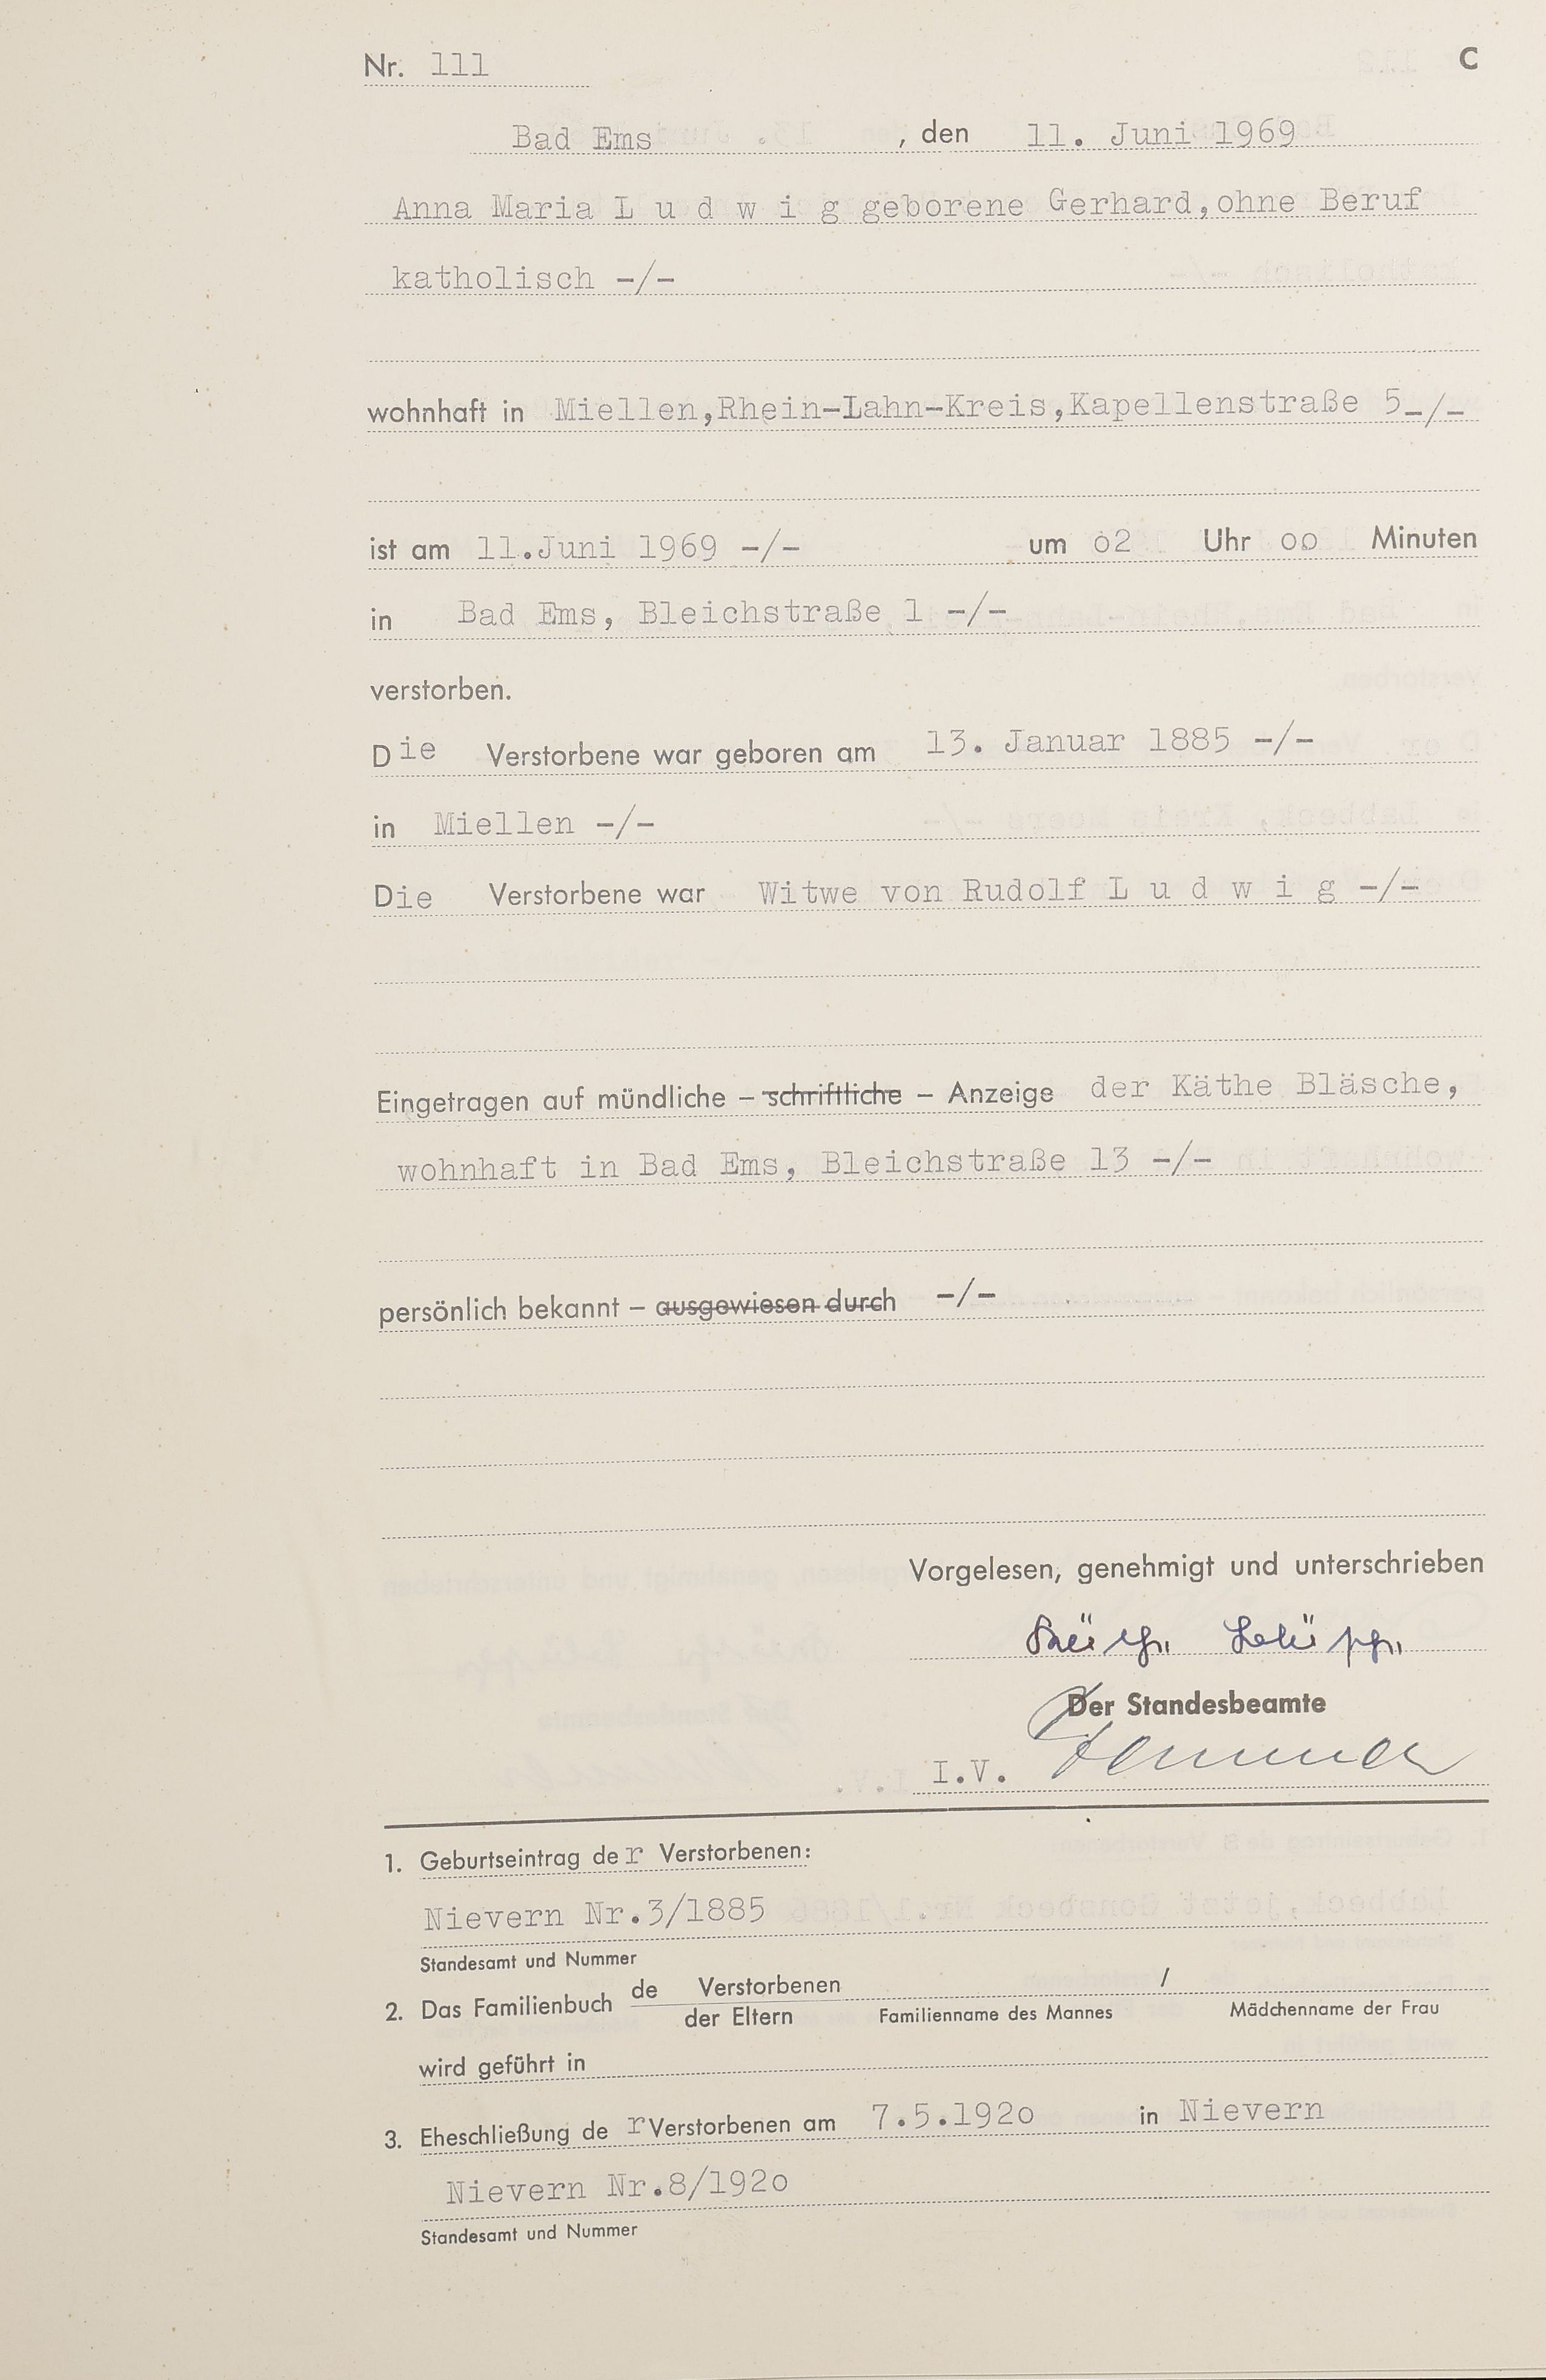 Nr. 111 C
Bad Ems , den 11. Juni 1969
Anna Maria L u d w i g geborene Gerhard,ohne Beruf
katholisch -/-
wohnhaft in Miellen,Rhein-Lahn-Kreis,Kapellenstraße 5-/-
ist am 11.Juni 1969 -/- um o2 Uhr oo Minuten
in Bad Ems, Bleichstraße 1 -/-
verstorben.
Die Verstorbene war geboren am 13. Januar 1885 -/-
in Miellen -/-
Die Verstorbene war Witwe von Rudolf L u d w i g -/-
Eingetragen auf mündliche – schriftliche – Anzeige der Käthe Bläsche,
wohnhaft in Bad Ems, Bleichstraße 13 -/-
persönlich bekannt – ausgewiesen durch -/-
Vorgelesen, genehmigt und unterschrieben
Der Standesbeamte
I.V.
1. Geburtseintrag der Verstorbenen:
Nievern Nr.3/1885
Standesamt und Nummer
2. Das Familienbuch de Verstorbenen /
der Eltern Familienname des Mannes Mädchenname der Frau
wird geführt in
3. Eheschließung der Verstorbenen am 7.5.192o in Nievern
Nievern Nr.8/192o
Standesamt und Nummer